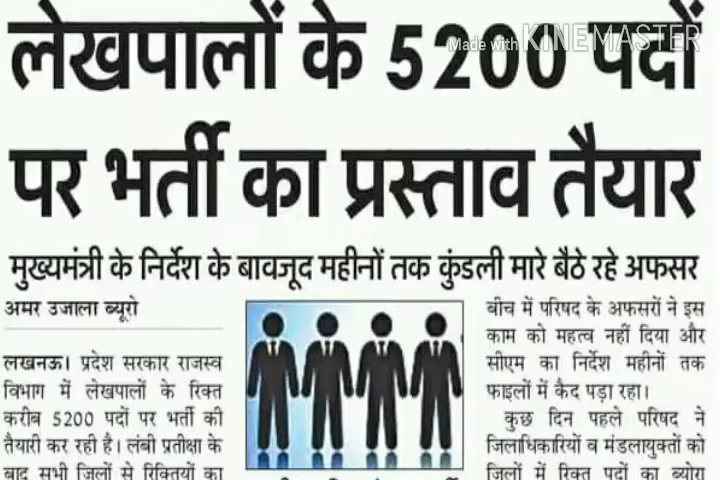 लेखपालों के 5200 पदों
Made with KINEMASTER
पर भर्ती का प्रस्ताव तैयार
मुख्यमंत्री के निर्देश के बावजूद महीनों तक कुंडली मारे बैठे रहे अफसर
अमर उजाला ब्यूरो
लखनऊ। प्रदेश सरकार राजस्व
विभाग में लेखपालों के रिक्त
करीब 5200 पदों पर भर्ती की
तैयारी कर रही है। लंबी प्रतीक्षा के
बाद सभी जिलों से रिक्तियों का
बीच में परिषद के अफसरों ने इस
काम को महत्व नहीं दिया और
सीएम का निर्देश महीनों तक
फाइलों में कैद पड़ा रहा।
कुछ दिन पहले परिषद ने
जिलाधिकारियों व मंडलायुक्तों को
जिलों में रिक्त पदों का ब्योरा